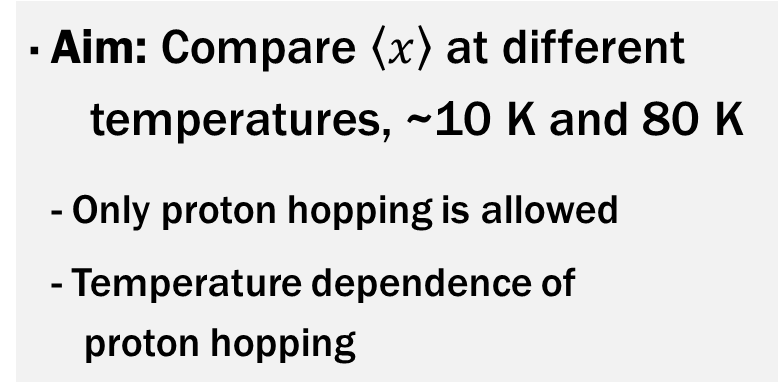 · Aim: Compare ⟨𝑥⟩ at different
temperatures, ~10 K and 80 K
- Only proton hopping is allowed
- Temperature dependence of
proton hopping